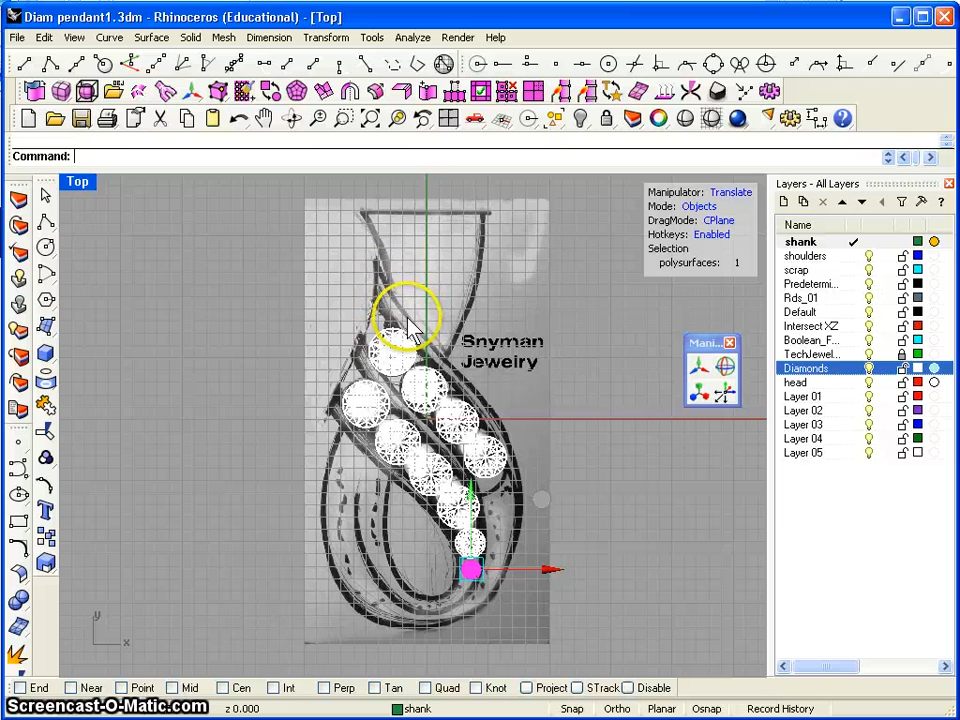 Diam pendant1.3dm - Rhinoceros (Educational) - [Top]
File Edit View Curve Surface Solid Mesh Dimension Transform Tools Analyze Render Help
Command:
Top
Manipulator: Translate
Mode: Objects
DragMode: CPlane
Hotkeys: Enabled
Selection
polysurfaces: 1
Snyman
Jewelry
Mani...
Layers - All Layers
Name
shank
shoulders
scrap
Predetermi...
Rds_01
Default
Intersect XZ
Boolean_F...
TechJewel...
Diamonds
head
Layer 01
Layer 02
Layer 03
Layer 04
Layer 05
y
x
End Near Point Mid Cen Int Perp Tan Quad Knot Project STrack Disable
Screencast-O-Matic.com z 0.000 shank Snap Ortho Planar Osnap Record History